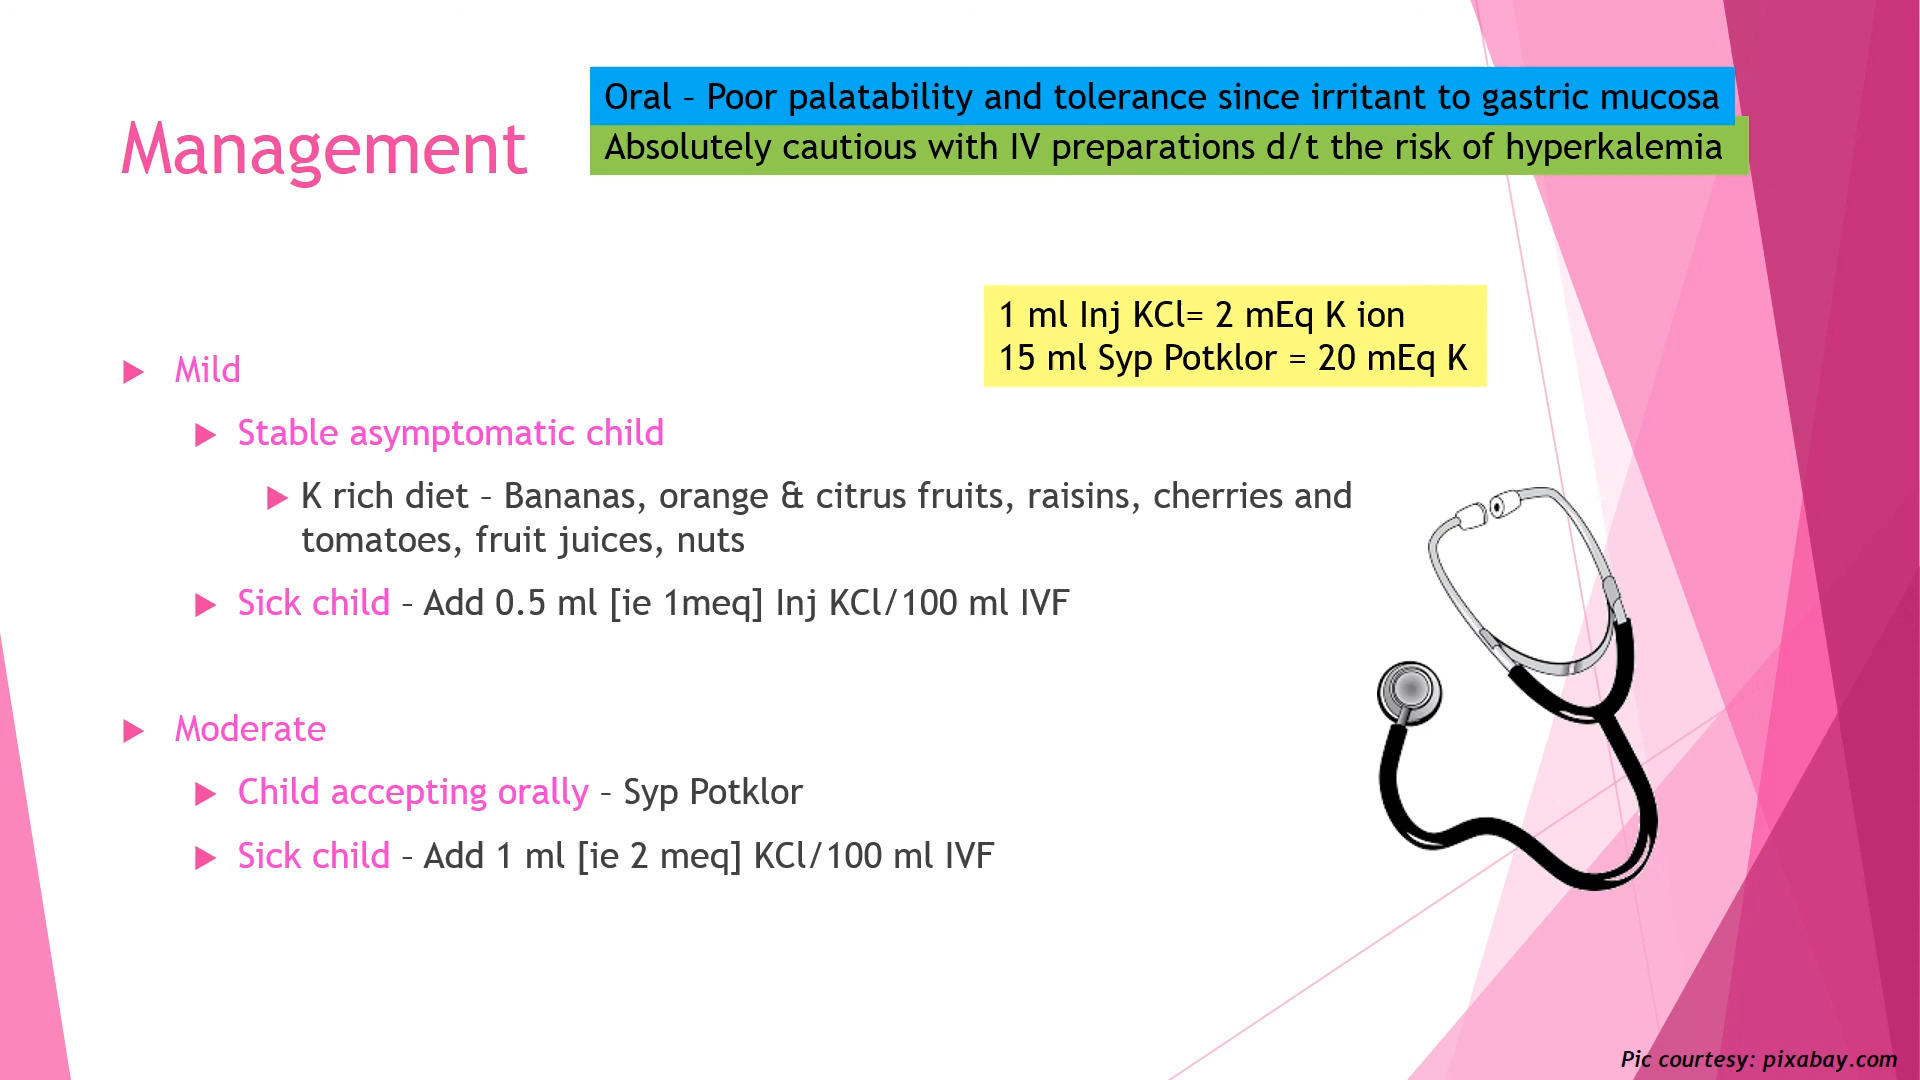 Management
Oral – Poor palatability and tolerance since irritant to gastric mucosa
Absolutely cautious with IV preparations d/t the risk of hyperkalemia
1 ml Inj KCl= 2 mEq K ion
15 ml Syp Potklor = 20 mEq K
Mild
Stable asymptomatic child
K rich diet – Bananas, orange & citrus fruits, raisins, cherries and
tomatoes, fruit juices, nuts
Sick child – Add 0.5 ml [ie 1meq] Inj KCl/100 ml IVF
Moderate
Child accepting orally – Syp Potklor
Sick child – Add 1 ml [ie 2 meq] KCl/100 ml IVF
Pic courtesy: pixabay.com